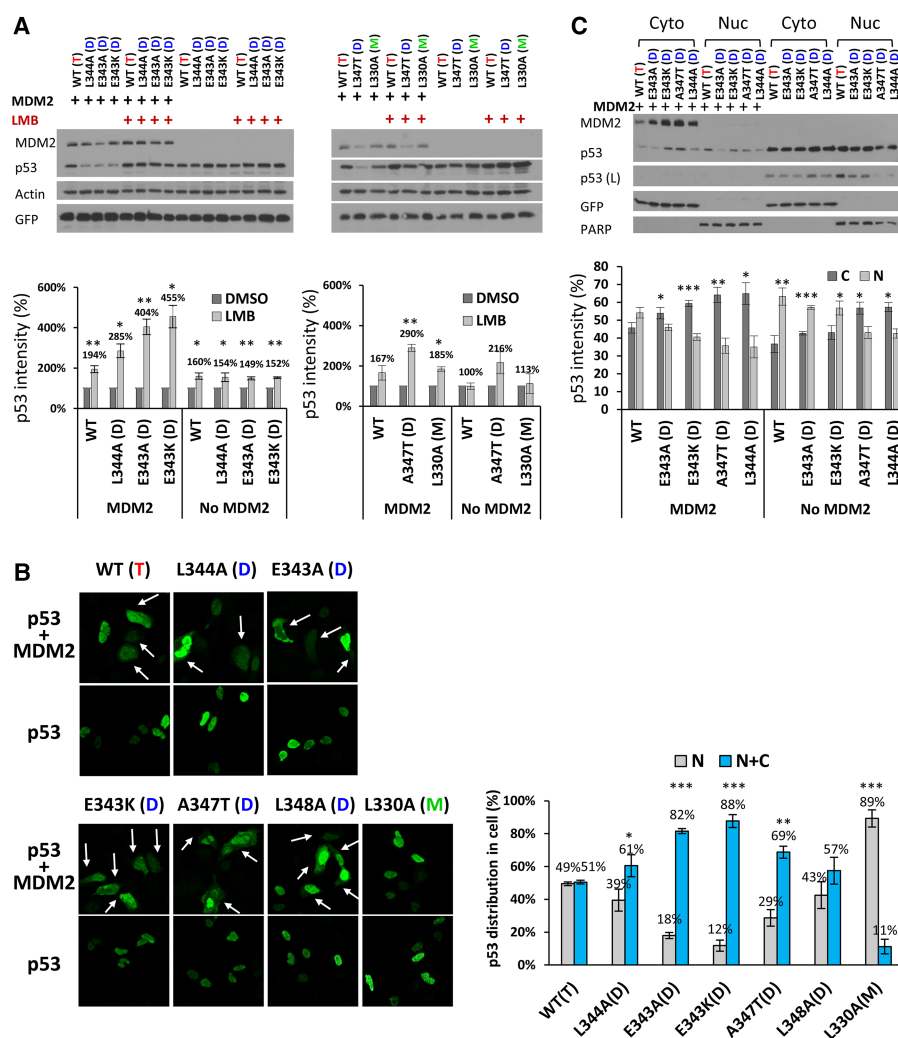 A
WT (T) L344A (D) E343A (D) E343K (D) WT (T) L344A (D) E343A (D) E343K (D) WT (T) L344A (D) E343A (D) E343K (D) WT (T) L344A (D) E343A (D) E343K (D)
MDM2 + + + + + + + +
LMB + + + + + + + +
MDM2
p53
Actin
GFP
WT (T) L347T (D) L330A (M) WT (T) L347T (D) L330A (M) WT (T) L347T (D) L330A (M) WT (T) L347T (D) L330A (M)
+ + + + + +
+ + + + + +
p53 intensity (%)
600%
400%
200%
0%
DMSO
LMB
** 194%
* 285%
** 404%
* 455%
* 160%
* 154%
** 149%
** 152%
WT L344A (D) E343A (D) E343K (D) WT L344A (D) E343A (D) E343K (D)
MDM2 No MDM2
p53 intensity (%)
600%
400%
200%
0%
DMSO
LMB
167%
** 290%
* 185%
100%
216%
113%
WT A347T (D) L330A (M) WT A347T (D) L330A (M)
MDM2 No MDM2
C
Cyto Nuc Cyto Nuc
WT (T) E343A (D) E343K (D) A347T (D) L344A (D) WT (T) E343A (D) E343K (D) A347T (D) L344A (D) WT (T) E343A (D) E343K (D) A347T (D) L344A (D) WT (T) E343A (D) E343K (D) A347T (D) L344A (D)
MDM2 + + + + + + + + + +
MDM2
p53
p53 (L)
GFP
PARP
p53 intensity (%)
60
50
40
30
20
10
0
C N
* *** ** * ** *** * * *
WT E343A (D) E343K (D) A347T (D) L344A (D) WT E343A (D) E343K (D) A347T (D) L344A (D)
MDM2 No MDM2
B
WT (T) L344A (D) E343A (D)
p53
+
MDM2
p53
E343K (D) A347T (D) L348A (D) L330A (M)
p53
+
MDM2
p53
p53 distribution in cell (%)
100%
80%
60%
40%
20%
0%
N N+C
49% 51%
* 39% 61%
*** 18% 82%
*** 12% 88%
** 29% 69%
43% 57%
*** 89% 11%
WT(T) L344A(D) E343A(D) E343K(D) A347T(D) L348A(D) L330A(M)